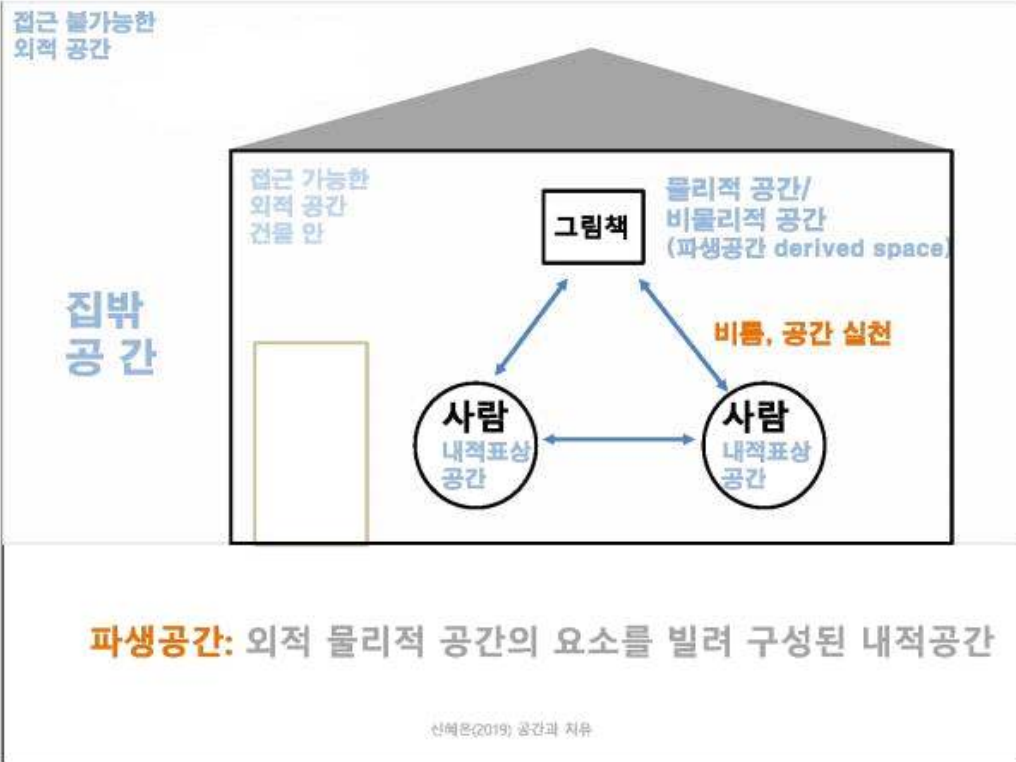 접근 불가능한
외적 공간
접근 가능한
외적 공간
건물 안
그림책
물리적 공간/
비물리적 공간
(파생공간 derived space)
집밖
공 간
비틈, 공간 실천
사람
내적표상
공간
사람
내적표상
공간
파생공간: 외적 물리적 공간의 요소를 빌려 구성된 내적공간
신혜은(2019) 공간과 치유